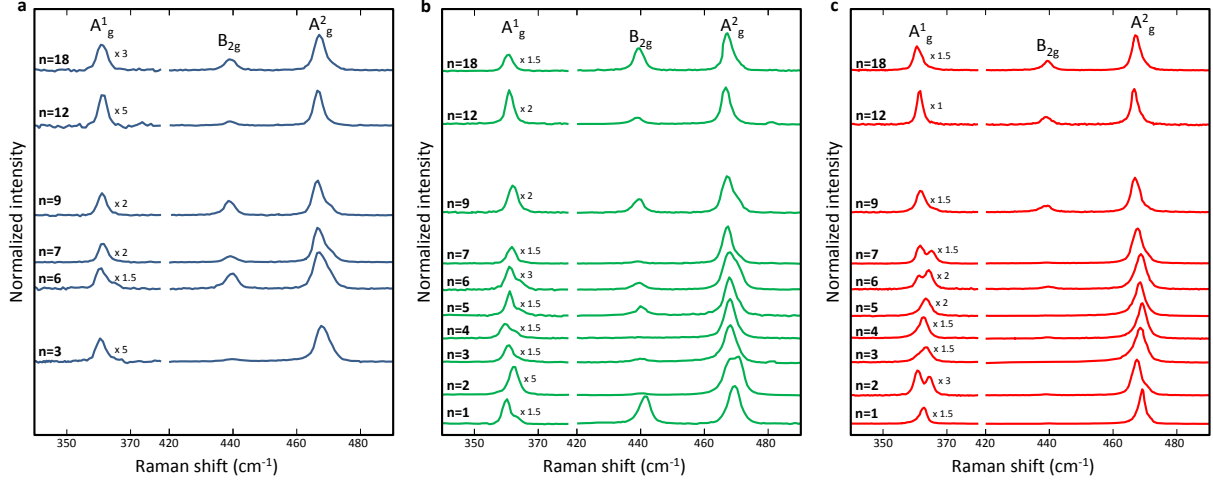 a
Normalized intensity
A¹g
B2g
A²g
n=18
x 3
n=12
x 5
n=9
x 2
n=7
x 2
n=6
x 1.5
n=3
x 5
350 370 420 440 460 480
Raman shift (cm⁻¹)
b
Normalized intensity
A¹g
B2g
A²g
n=18
x 1.5
n=12
x 2
n=9
x 2
n=7
x 1.5
n=6
x 3
n=5
x 1.5
n=4
x 1.5
n=3
x 1.5
n=2
x 5
n=1
x 1.5
350 370 420 440 460 480
Raman shift (cm⁻¹)
c
Normalized intensity
A¹g
B2g
A²g
n=18
x 1.5
n=12
x 1
n=9
x 1.5
n=7
x 1.5
n=6
x 2
n=5
x 2
n=4
x 1.5
n=3
x 1.5
n=2
x 3
n=1
x 1.5
350 370 420 440 460 480
Raman shift (cm⁻¹)